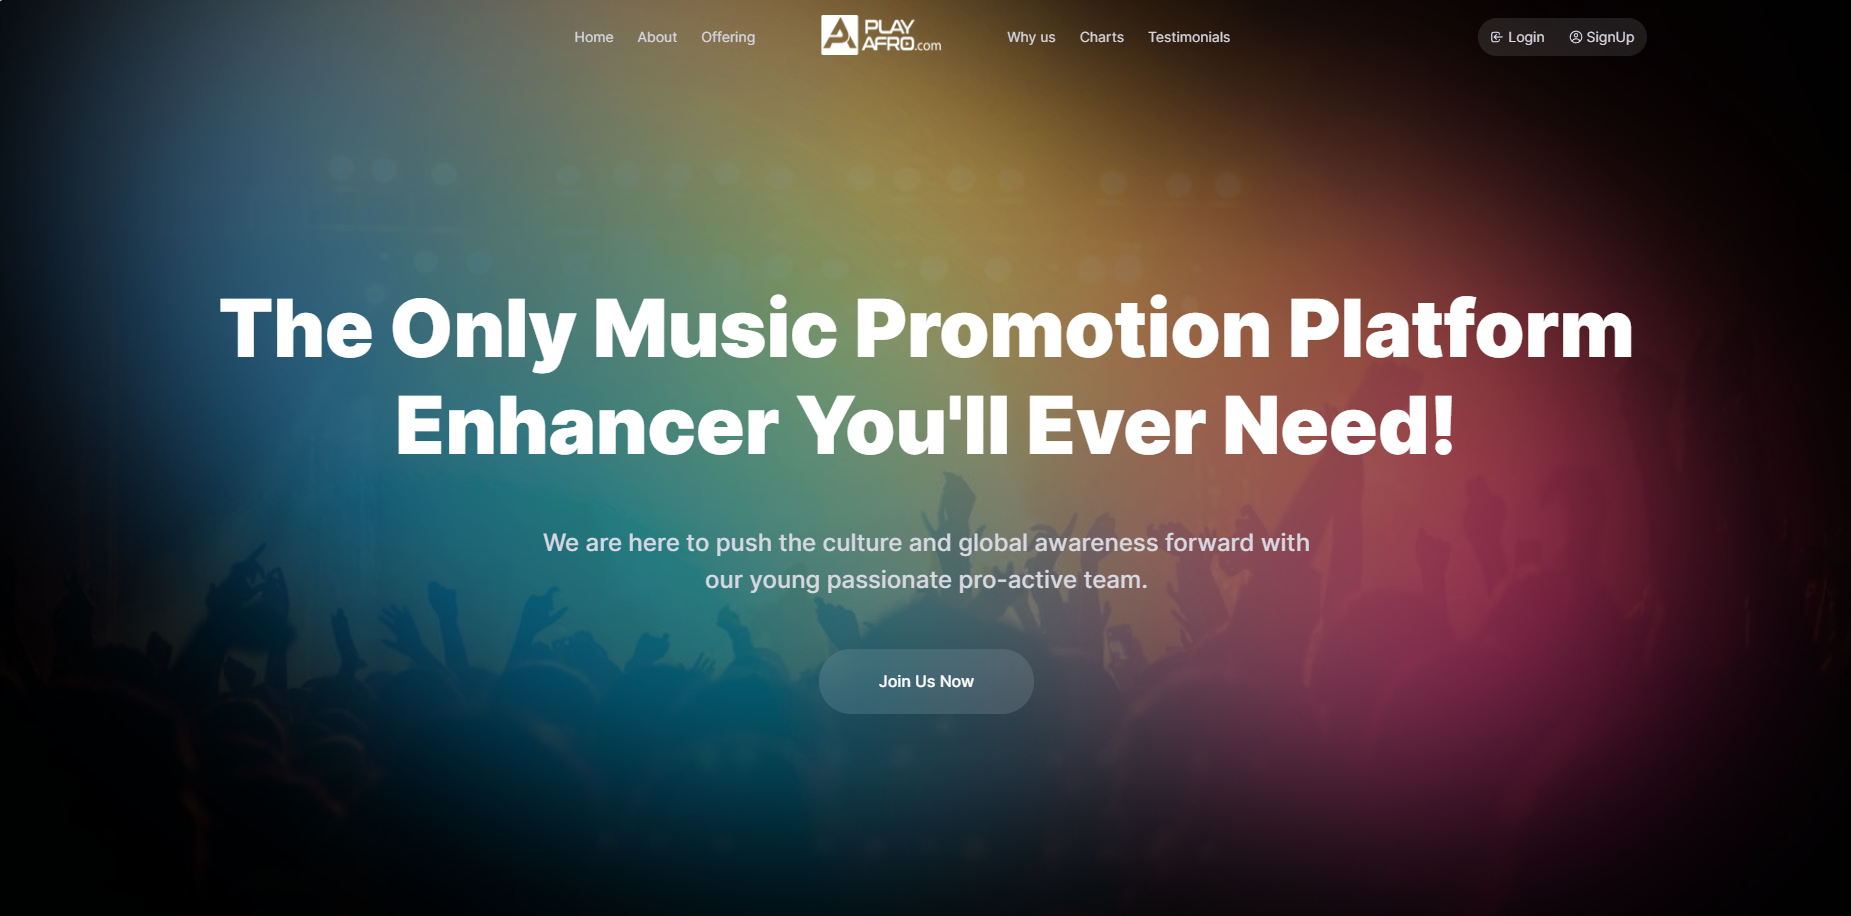 Home
About
Offering
PLAY
AFRO.com
Why us
Charts
Testimonials
Login
SignUp
The Only Music Promotion Platform
Enhancer You'll Ever Need!
We are here to push the culture and global awareness forward with
our young passionate pro-active team.
Join Us Now